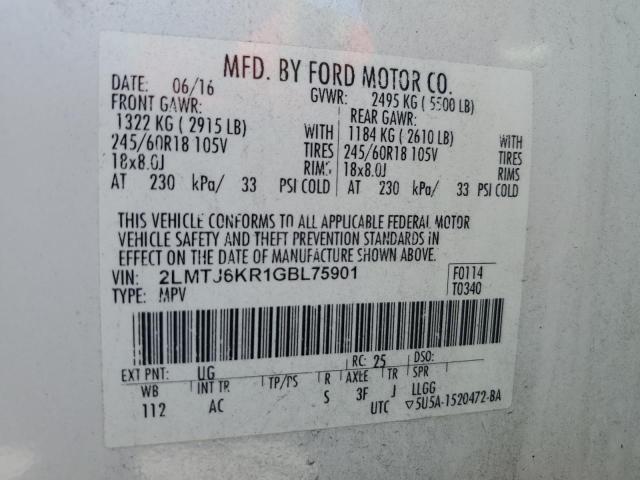 MFD. BY FORD MOTOR CO.
DATE: 06/16 GVWR: 2495 KG ( 5500 LB)
FRONT GAWR: REAR GAWR:
1322 KG ( 2915 LB) WITH 1184 KG ( 2610 LB) WITH
245/60R18 105V TIRES 245/60R18 105V TIRES
18x8.0J RIMS 18x8.0J RIMS
AT 230 kPa/ 33 PSI COLD AT 230 kPa/ 33 PSI COLD
THIS VEHICLE CONFORMS TO ALL APPLICABLE FEDERAL MOTOR
VEHICLE SAFETY AND THEFT PREVENTION STANDARDS IN
EFFECT ON THE DATE OF MANUFACTURE SHOWN ABOVE.
VIN: 2LMTJ6KR1GBL75901 F0114
TYPE: MPV T0340
EXT PNT: UG RC: 25 DSO:
WB INT TR TP/PS R AXLE TR SPR
112 AC S 3F J LLGG
UTC ▽5U5A-1520472-BA